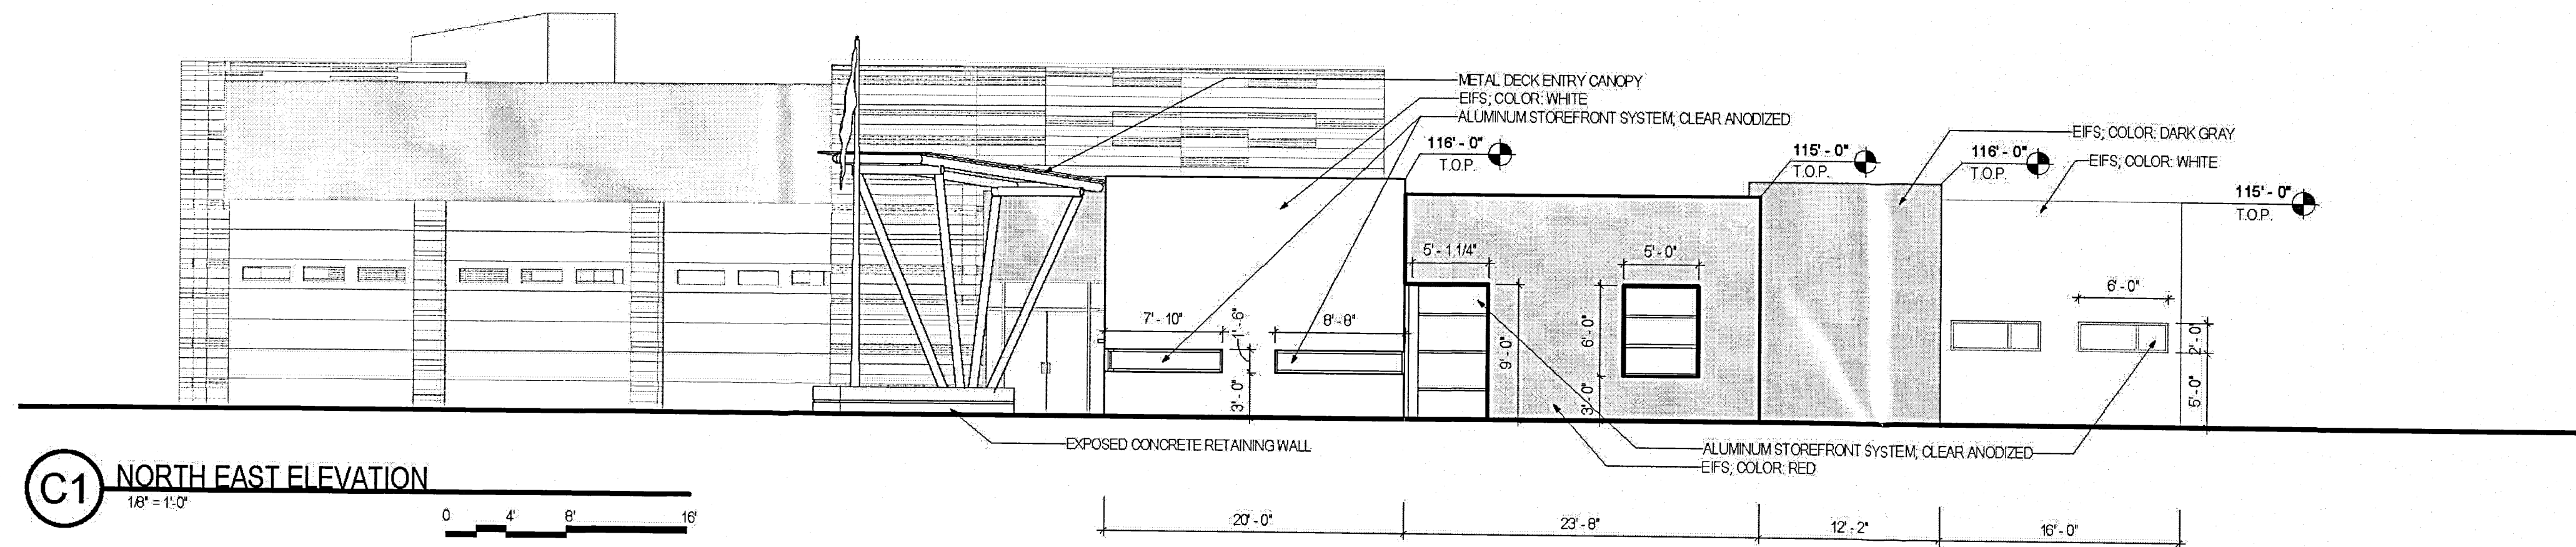 METAL DECK ENTRY CANOPY
EIFS; COLOR: WHITE
ALUMINUM STOREFRONT SYSTEM; CLEAR ANODIZED
116' - 0"
T.O.P.
115' - 0"
T.O.P.
116' - 0"
T.O.P.
EIFS; COLOR: DARK GRAY
EIFS; COLOR: WHITE
115' - 0"
T.O.P.
5' - 1 1/4"
5' - 0"
6' - 0"
7' - 10"
1' - 6"
8' - 8"
9' - 0"
6' - 0"
2' - 0"
3' - 0"
3' - 0"
5' - 0"
EXPOSED CONCRETE RETAINING WALL
ALUMINUM STOREFRONT SYSTEM; CLEAR ANODIZED
EIFS; COLOR: RED
C1
NORTH EAST ELEVATION
1/8" = 1'-0"
0 4' 8' 16'
20' - 0"
23' - 8"
12' - 2"
16' - 0"